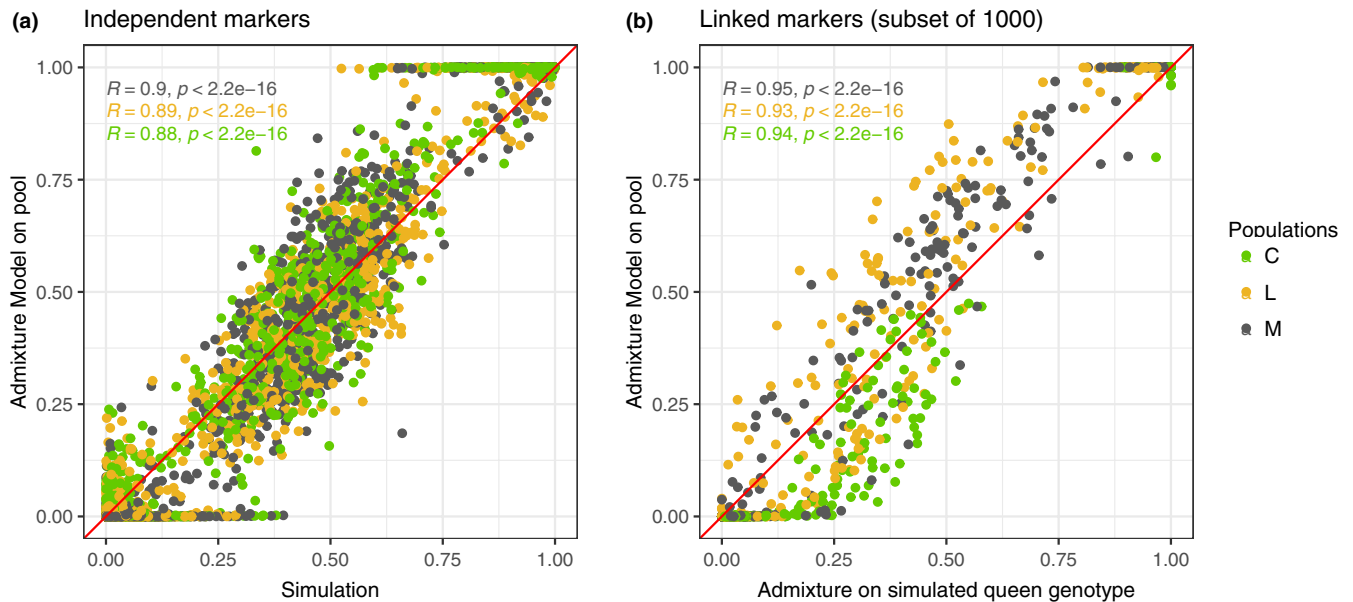 (a) Independent markers
R = 0.9, p < 2.2e−16
R = 0.89, p < 2.2e−16
R = 0.88, p < 2.2e−16
1.00
0.75
0.50
0.25
0.00
Admixture Model on pool
0.00 0.25 0.50 0.75 1.00
Simulation
(b) Linked markers (subset of 1000)
R = 0.95, p < 2.2e−16
R = 0.93, p < 2.2e−16
R = 0.94, p < 2.2e−16
1.00
0.75
0.50
0.25
0.00
Admixture Model on pool
0.00 0.25 0.50 0.75 1.00
Admixture on simulated queen genotype
Populations
C
L
M